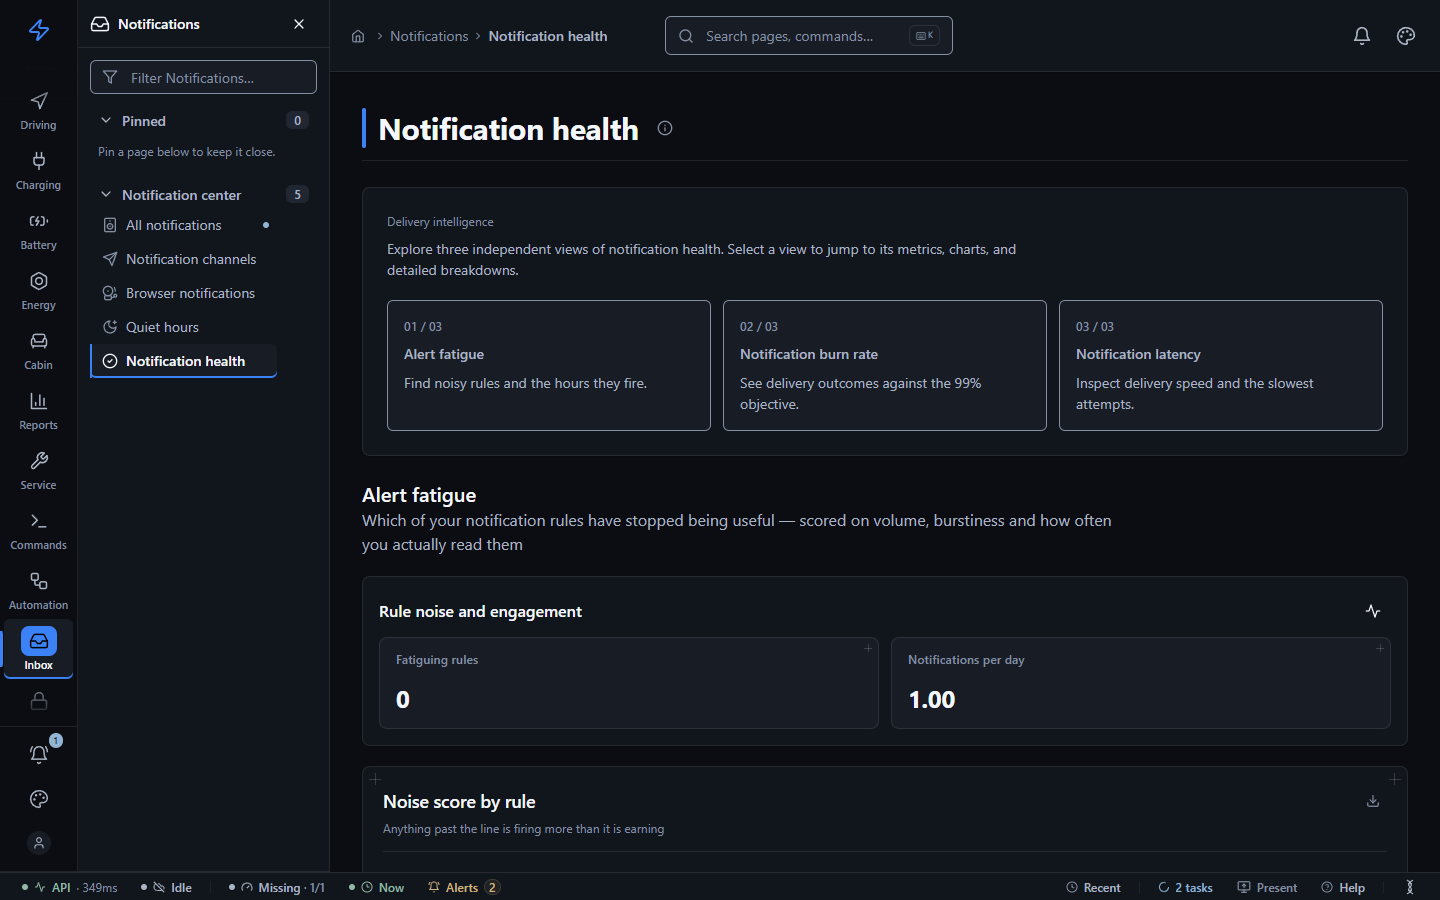 Driving
Charging
Battery
Energy
Cabin
Reports
Service
Commands
Automation
Inbox
1
Notifications
Filter Notifications...
Pinned 0
Pin a page below to keep it close.
Notification center 5
All notifications
Notification channels
Browser notifications
Quiet hours
Notification health
Notifications › Notification health
Search pages, commands... K
Notification health
Delivery intelligence
Explore three independent views of notification health. Select a view to jump to its metrics, charts, and
detailed breakdowns.
01 / 03
Alert fatigue
Find noisy rules and the hours they fire.
02 / 03
Notification burn rate
See delivery outcomes against the 99%
objective.
03 / 03
Notification latency
Inspect delivery speed and the slowest
attempts.
Alert fatigue
Which of your notification rules have stopped being useful — scored on volume, burstiness and how often
you actually read them
Rule noise and engagement
Fatiguing rules
0
Notifications per day
1.00
Noise score by rule
Anything past the line is firing more than it is earning
API · 349ms Idle Missing · 1/1 Now Alerts 2 Recent 2 tasks Present Help